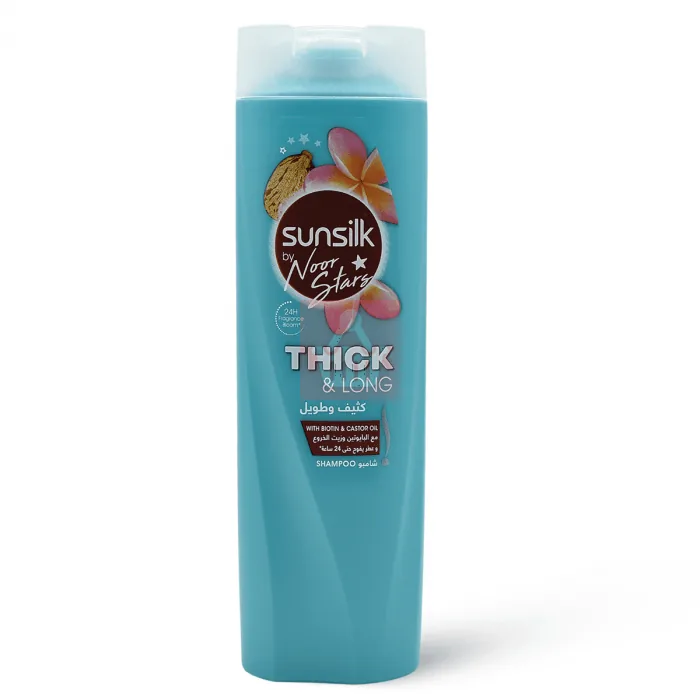 sunsilk
by Noor
Stars
24H
Fragrance
THICK
& LONG
كثيف وطويل
WITH BIOTIN & CASTOR OIL
مع البايوتين وزيت الخروع
و عطر يفوح حتى 24 ساعة*
SHAMPOO شامبو